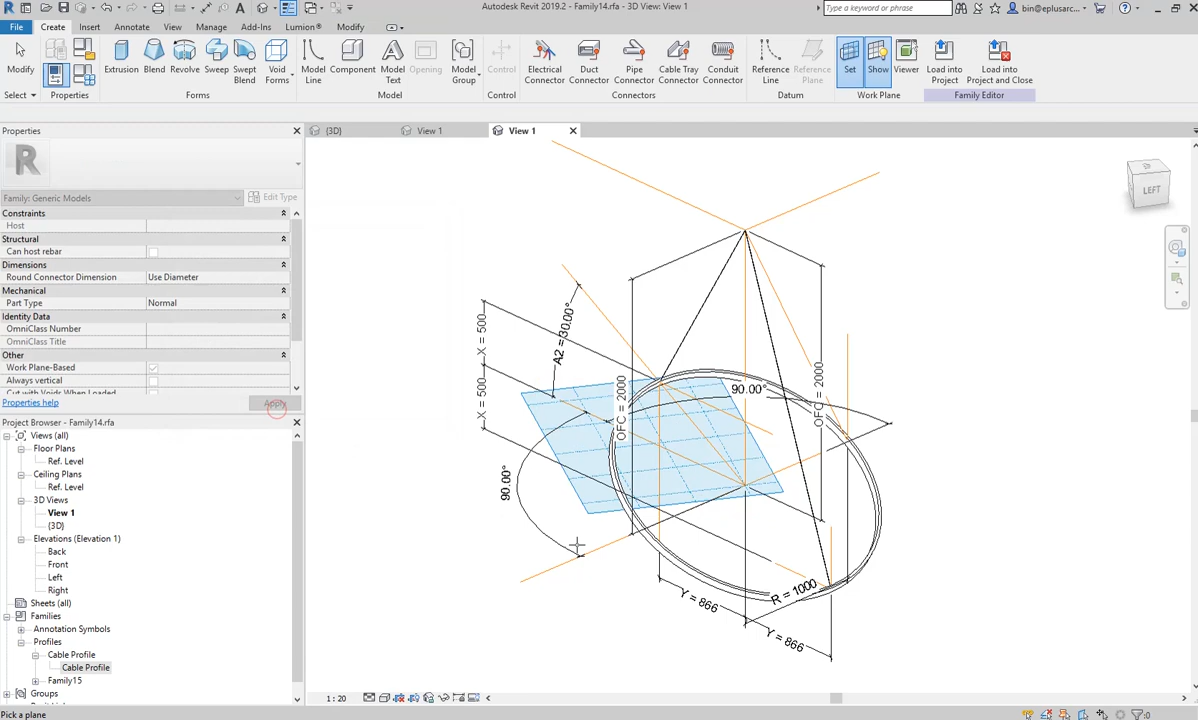 Autodesk Revit 2019.2 - Family14.rfa - 3D View: View 1
Type a keyword or phrase
bin@eplusarc...
File
Create
Insert
Annotate
View
Manage
Add-Ins
Lumion®
Modify
Modify
Extrusion
Blend
Revolve
Sweep
Swept
Blend
Void
Forms
Model
Line
Component
Model
Text
Opening
Model
Group
Control
Electrical
Connector
Duct
Connector
Pipe
Connector
Cable Tray
Connector
Conduit
Connector
Reference
Line
Reference
Plane
Set
Show
Viewer
Load into
Project
Load into
Project and Close
Select
Properties
Forms
Model
Control
Connectors
Datum
Work Plane
Family Editor
Properties
{3D}
View 1
View 1
R
Family: Generic Models
Edit Type
Constraints
Host
Structural
Can host rebar
Dimensions
Round Connector Dimension Use Diameter
Mechanical
Part Type Normal
Identity Data
OmniClass Number
OmniClass Title
Other
Work Plane-Based
Always vertical
Cut with Voids When Loaded
Properties help
Apply
Project Browser - Family14.rfa
Views (all)
Floor Plans
Ref. Level
Ceiling Plans
Ref. Level
3D Views
View 1
{3D}
Elevations (Elevation 1)
Back
Front
Left
Right
Sheets (all)
Families
Annotation Symbols
Profiles
Cable Profile
Cable Profile
Family15
Groups
LEFT
X = 500
A2 = 30.00°
X = 500
OFC = 2000
90.00°
OFC = 2000
90.00°
R = 1000
Y = 866
Y = 866
1 : 20
Pick a plane
:0